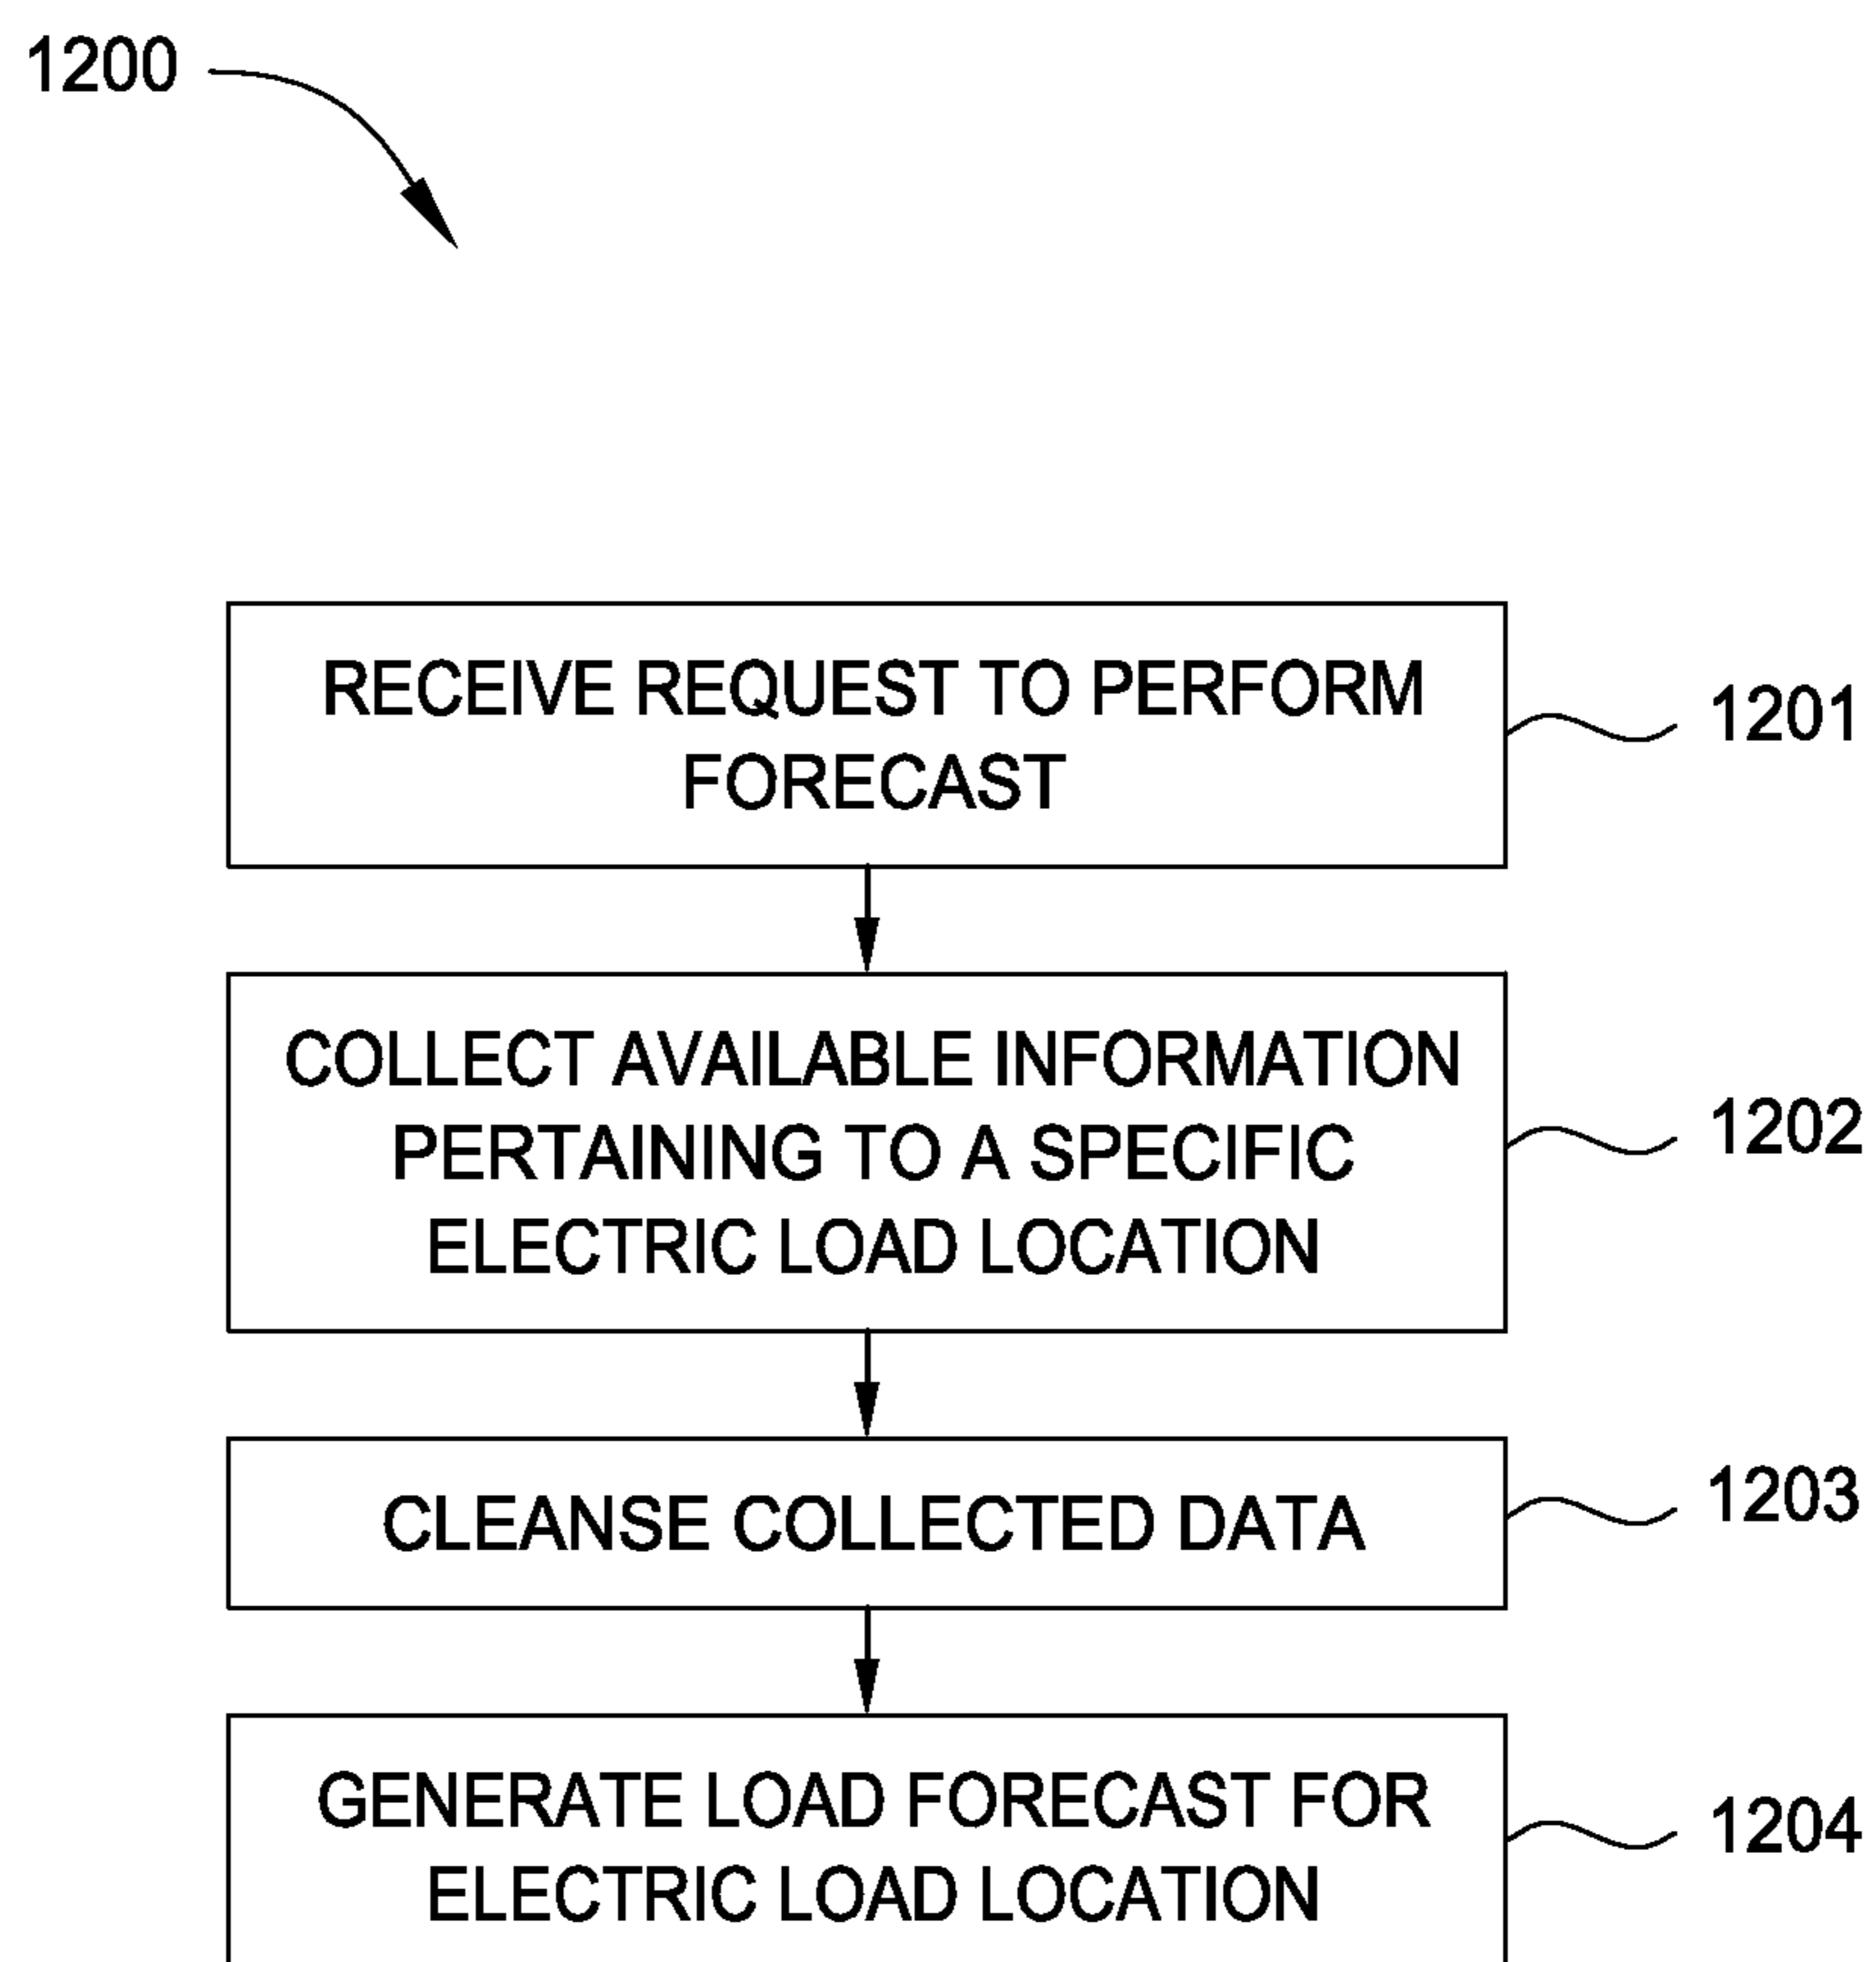 1200
RECEIVE REQUEST TO PERFORM
FORECAST
1201
COLLECT AVAILABLE INFORMATION
PERTAINING TO A SPECIFIC
ELECTRIC LOAD LOCATION
1202
CLEANSE COLLECTED DATA
1203
GENERATE LOAD FORECAST FOR
ELECTRIC LOAD LOCATION
1204